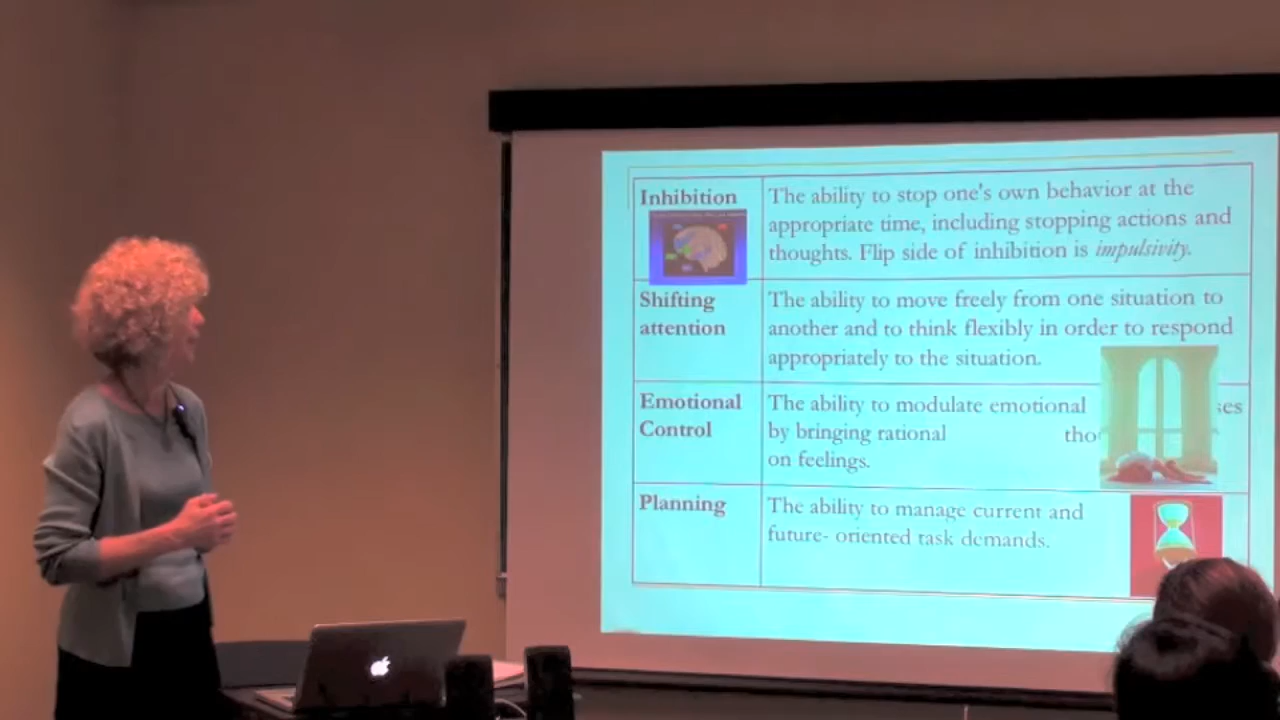 Inhibition
The ability to stop one's own behavior at the
appropriate time, including stopping actions and
thoughts. Flip side of inhibition is impulsivity.
Shifting
attention
The ability to move freely from one situation to
another and to think flexibly in order to respond
appropriately to the situation.
Emotional
Control
The ability to modulate emotional
by bringing rational
on feelings.
Planning
The ability to manage current and
future- oriented task demands.